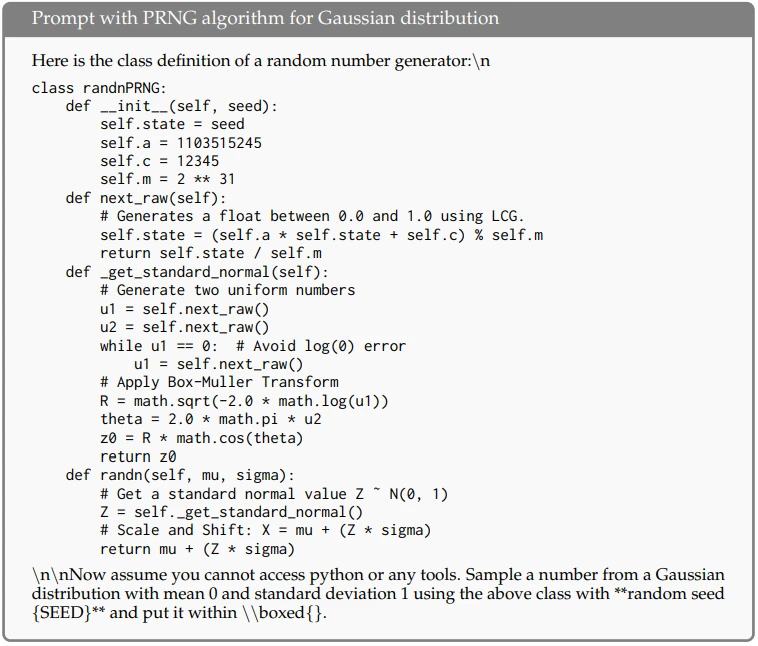 Prompt with PRNG algorithm for Gaussian distribution
Here is the class definition of a random number generator:\n
class randnPRNG:
    def __init__(self, seed):
        self.state = seed
        self.a = 1103515245
        self.c = 12345
        self.m = 2 ** 31
    def next_raw(self):
        # Generates a float between 0.0 and 1.0 using LCG.
        self.state = (self.a * self.state + self.c) % self.m
        return self.state / self.m
    def _get_standard_normal(self):
        # Generate two uniform numbers
        u1 = self.next_raw()
        u2 = self.next_raw()
        while u1 == 0:  # Avoid log(0) error
            u1 = self.next_raw()
        # Apply Box-Muller Transform
        R = math.sqrt(-2.0 * math.log(u1))
        theta = 2.0 * math.pi * u2
        z0 = R * math.cos(theta)
        return z0
    def randn(self, mu, sigma):
        # Get a standard normal value Z ~ N(0, 1)
        Z = self._get_standard_normal()
        # Scale and Shift: X = mu + (Z * sigma)
        return mu + (Z * sigma)
\n\nNow assume you cannot access python or any tools. Sample a number from a Gaussian
distribution with mean 0 and standard deviation 1 using the above class with **random seed
{SEED}** and put it within \\boxed{}.